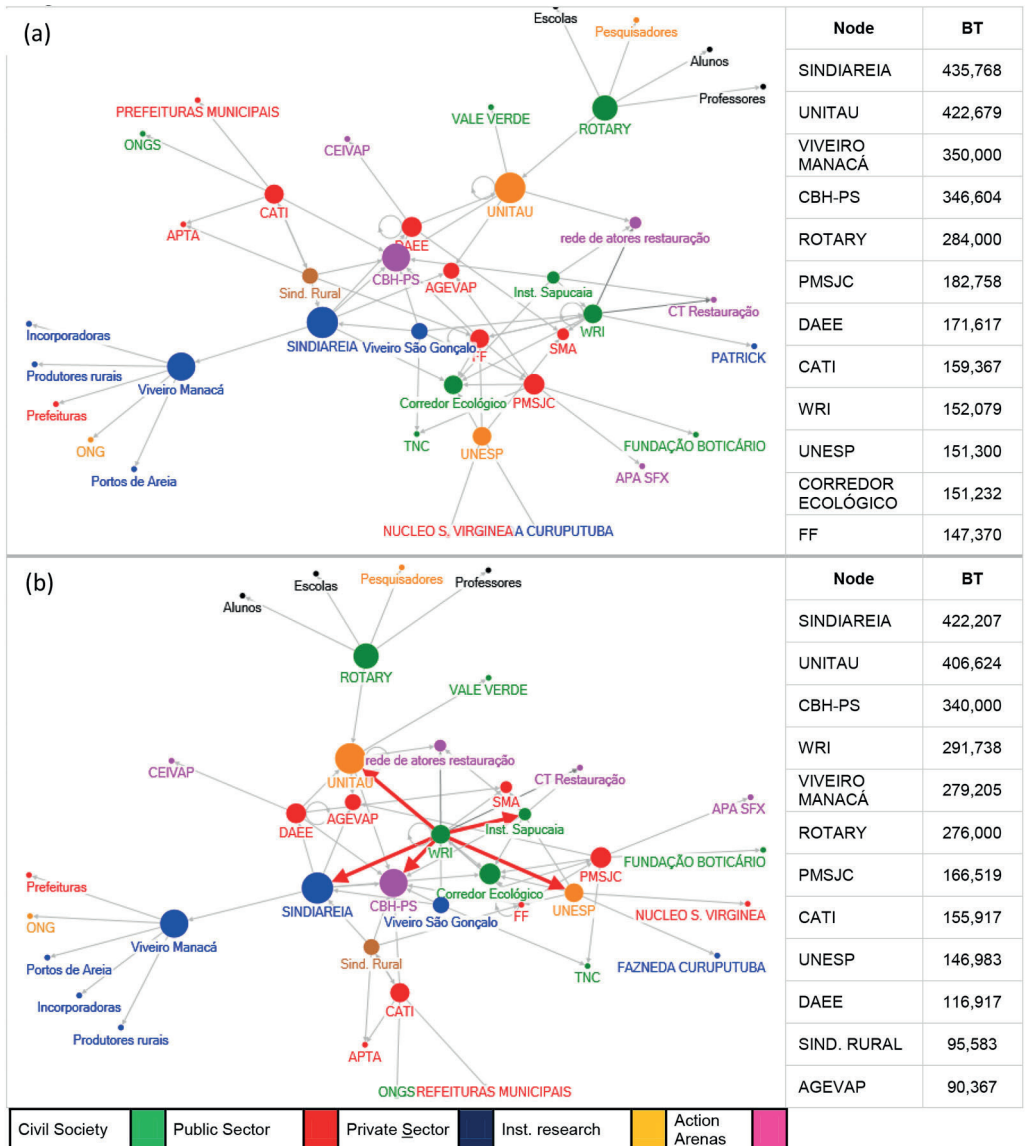 (a)
Escolas
Pesquisadores
Alunos
Professores
ROTARY
PREFEITURAS MUNICIPAIS
VALE VERDE
ONGS
CEIVAP
UNITAU
CATI
APTA
DAEE
rede de atores restauração
CBH-PS
Sind. Rural
AGEVAP
Inst. Sapucaia
CT Restauração
Incorporadoras
SINDIAREIA
Viveiro São Gonçalo
FF
SMA
WRI
PATRICK
Produtores rurais
Viveiro Manacá
Prefeituras
Corredor Ecológico
PMSJC
ONG
TNC
UNESP
FUNDAÇÃO BOTICÁRIO
Portos de Areia
APA SFX
NUCLEO S. VIRGINEA
A CURUPUTUBA
Node BT
SINDIAREIA 435,768
UNITAU 422,679
VIVEIRO
MANACÁ 350,000
CBH-PS 346,604
ROTARY 284,000
PMSJC 182,758
DAEE 171,617
CATI 159,367
WRI 152,079
UNESP 151,300
CORREDOR
ECOLÓGICO 151,232
FF 147,370
(b)
Professores
Pesquisadores
Escolas
Alunos
ROTARY
VALE VERDE
rede de atores restauração
CEIVAP
UNITAU
CT Restauração
SMA
AGEVAP
APA SFX
DAEE
Inst. Sapucaia
WRI
FUNDAÇÃO BOTICÁRIO
PMSJC
Prefeituras
Corredor Ecológico
SINDIAREIA
CBH-PS
UNESP
Viveiro São Gonçalo
FF
NUCLEO S. VIRGINEA
ONG
Viveiro Manacá
Sind. Rural
Portos de Areia
TNC
FAZNEDA CURUPUTUBA
Incorporadoras
CATI
Produtores rurais
APTA
ONGS
REFEITURAS MUNICIPAIS
Node BT
SINDIAREIA 422,207
UNITAU 406,624
CBH-PS 340,000
WRI 291,738
VIVEIRO
MANACÁ 279,205
ROTARY 276,000
PMSJC 166,519
CATI 155,917
UNESP 146,983
DAEE 116,917
SIND. RURAL 95,583
AGEVAP 90,367
Civil Society Public Sector Private Sector Inst. research Action
Arenas